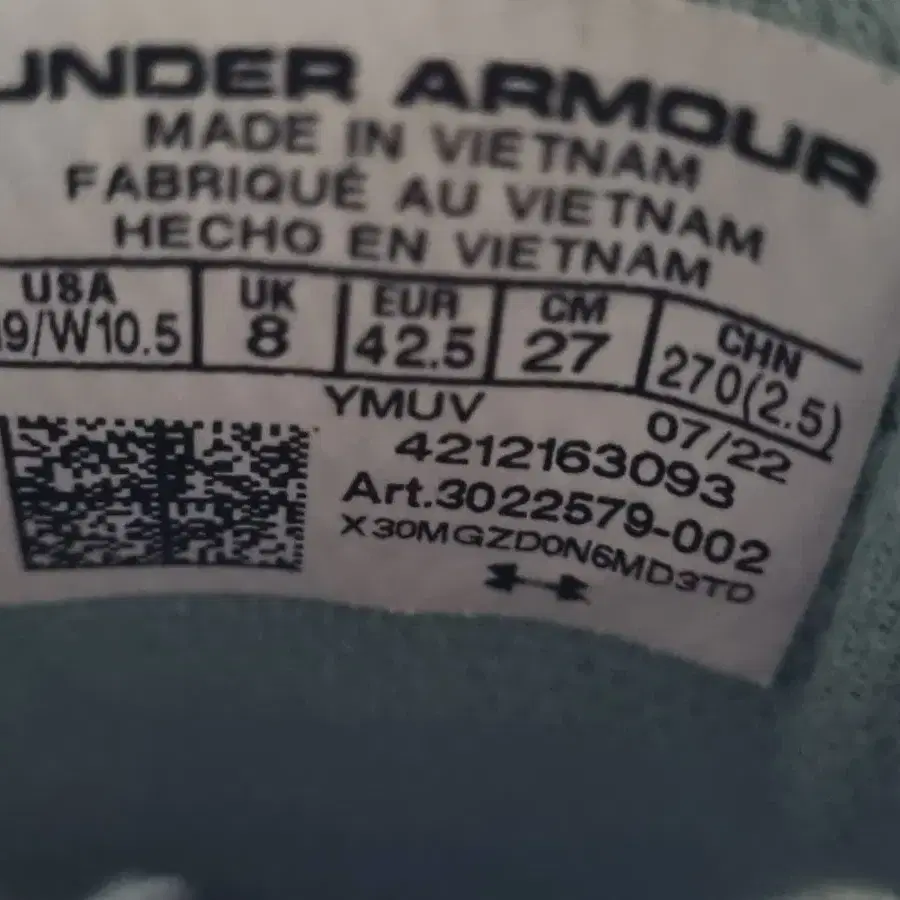 UNDER ARMOUR
MADE IN VIETNAM
FABRIQUÉ AU VIETNAM
HECHO EN VIETNAM
USA UK EUR CM CHN
9/W10.5 8 42.5 27 270(2.5)
YMUV 07/22
4212163093
Art.3022579-002
X30MGZD0N6MD3TD